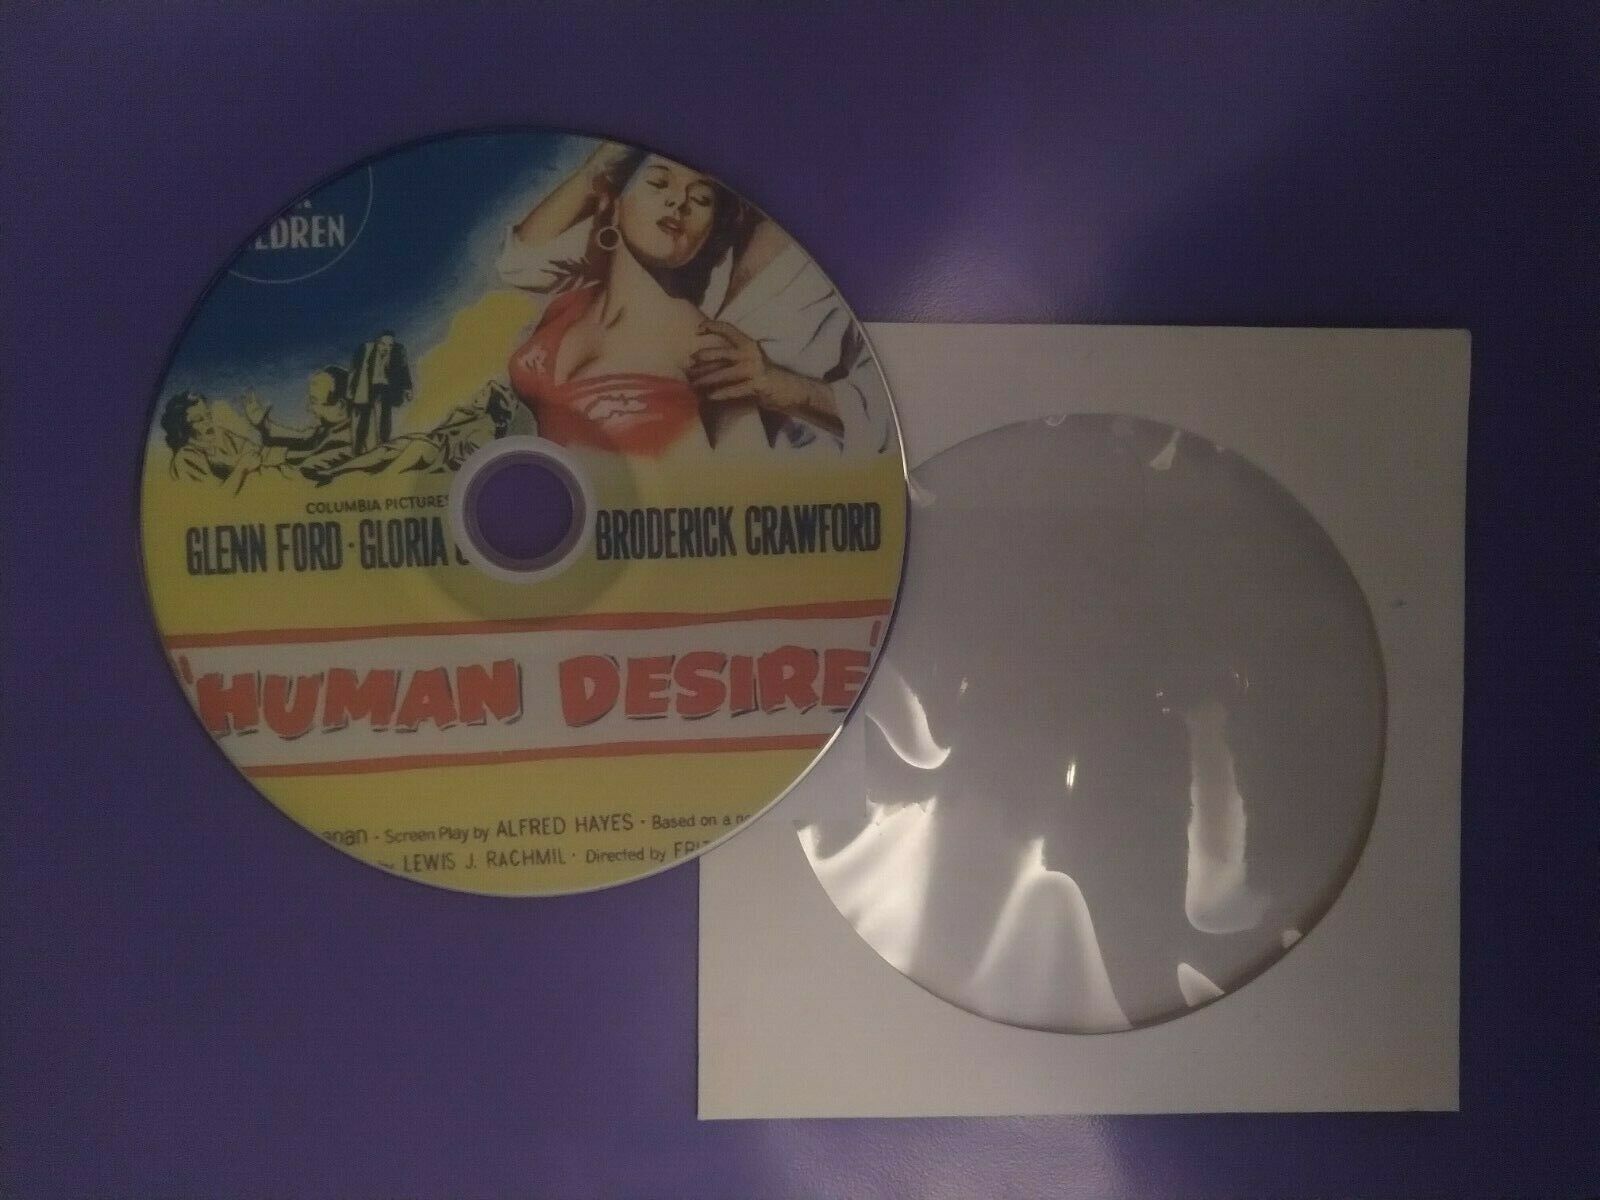 COLUMBIA PICTURES
GLENN FORD · GLORIA BRODERICK CRAWFORD
"HUMAN DESIRE"
Screen Play by ALFRED HAYES · Based on a
LEWIS J. RACHMIL · Directed by